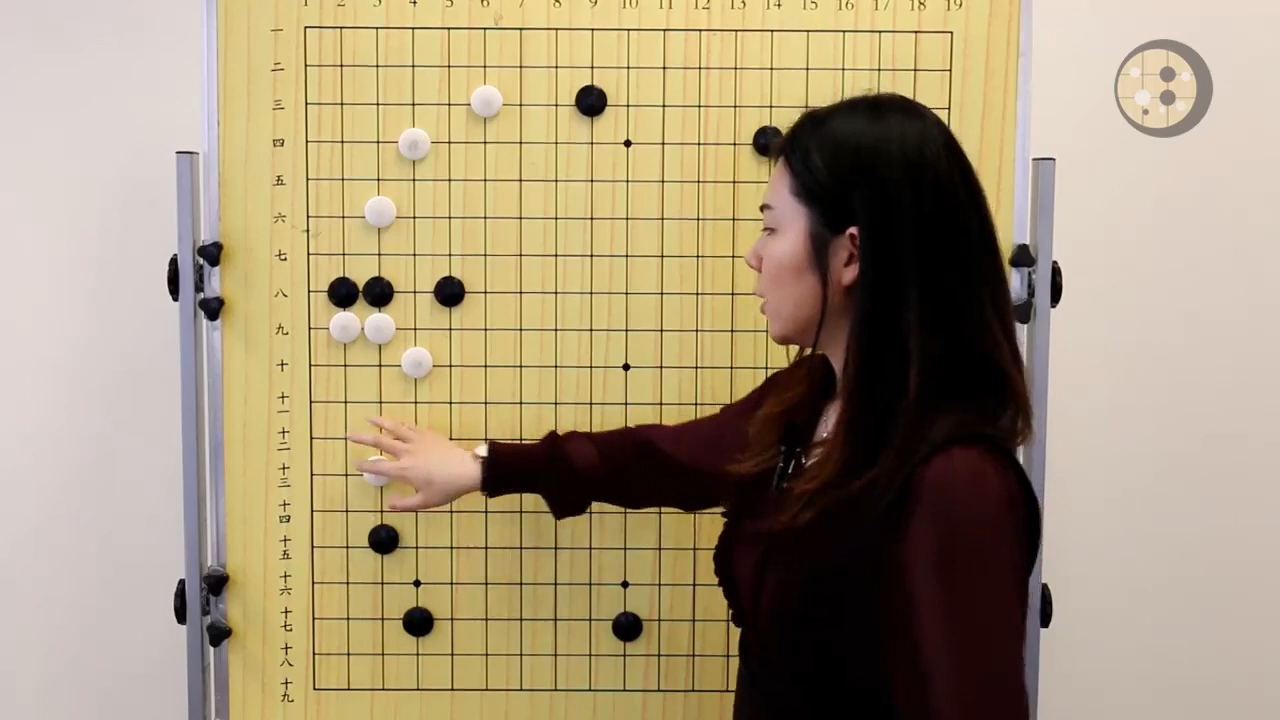 1 2 3 4 5 6 7 8 9 10 11 12 13 14 15 16 17 18 19
一
二
三
四
五
六
七
八
九
十
十一
十二
十三
十四
十五
十六
十七
十八
十九